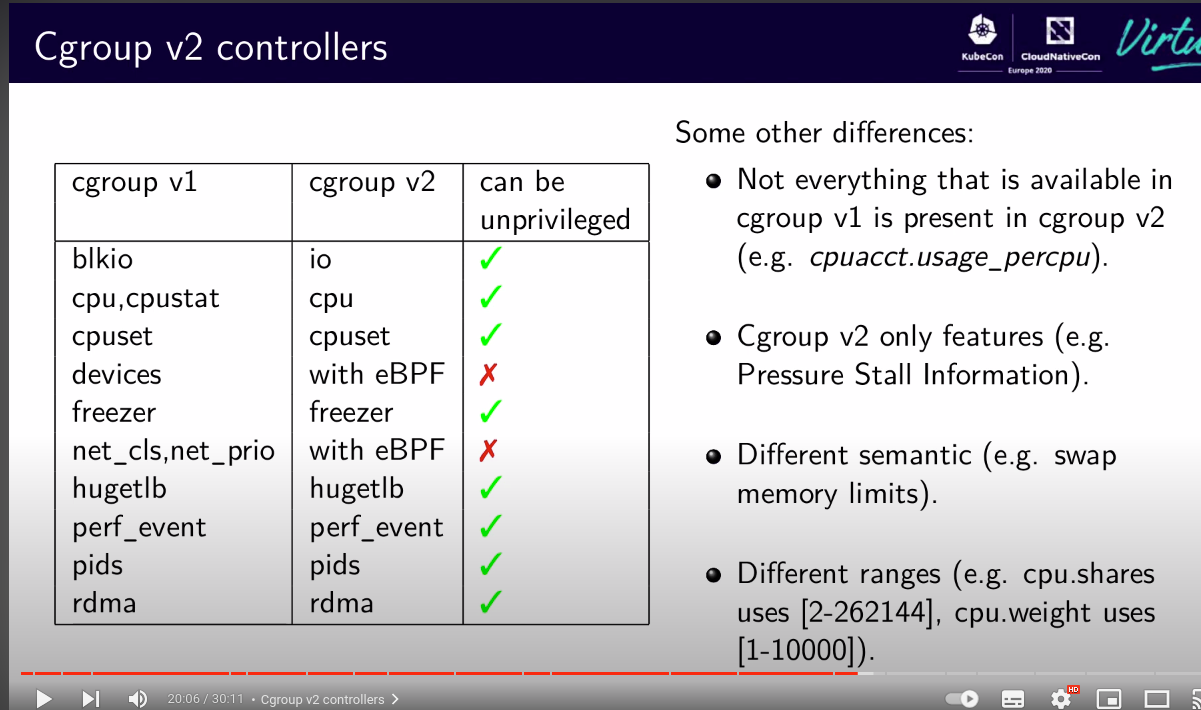 Cgroup v2 controllers
KubeCon
CloudNativeCon
Europe 2020
cgroup v1 cgroup v2 can be
unprivileged
blkio io ✓
cpu,cpustat cpu ✓
cpuset cpuset ✓
devices with eBPF ✗
freezer freezer ✓
net_cls,net_prio with eBPF ✗
hugetlb hugetlb ✓
perf_event perf_event ✓
pids pids ✓
rdma rdma ✓
Some other differences:
Not everything that is available in
cgroup v1 is present in cgroup v2
(e.g. cpuacct.usage_percpu).
Cgroup v2 only features (e.g.
Pressure Stall Information).
Different semantic (e.g. swap
memory limits).
Different ranges (e.g. cpu.shares
uses [2-262144], cpu.weight uses
[1-10000]).
20:06 / 30:11 • Cgroup v2 controllers
HD